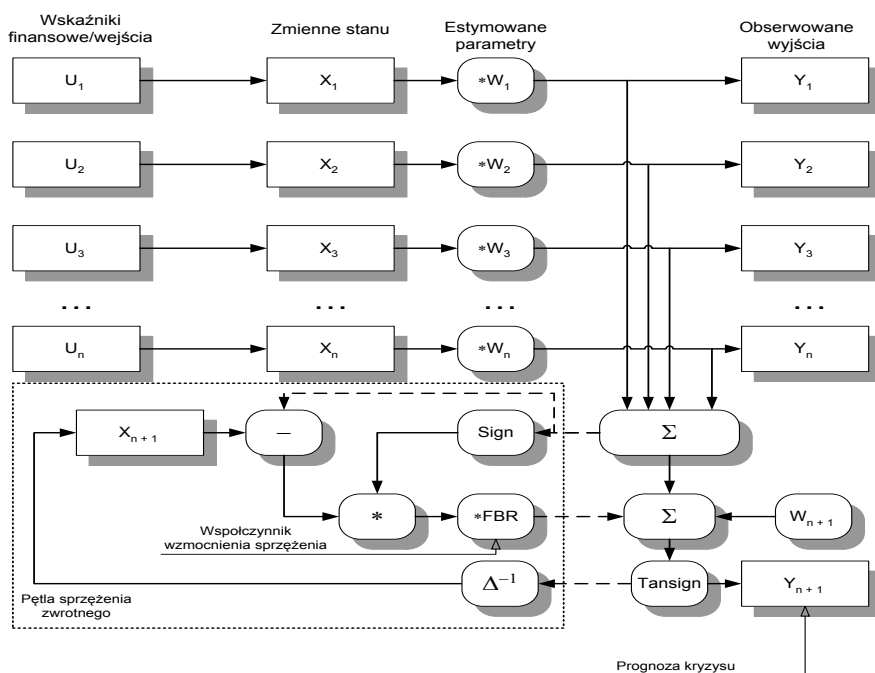 Wskaźniki
finansowe/wejścia
Zmienne stanu
Estymowane
parametry
Obserwowane
wyjścia
U1 X1 *W1 Y1
U2 X2 *W2 Y2
U3 X3 *W3 Y3
... ... ... ...
Un Xn *Wn Yn
Xn + 1 − Sign Σ
* *FBR Σ Wn+1
Wspołczynnik
wzmocnienia sprzężenia
Δ−1 Tansign Yn+1
Pętla sprzężenia
zwrotnego
Prognoza kryzysu